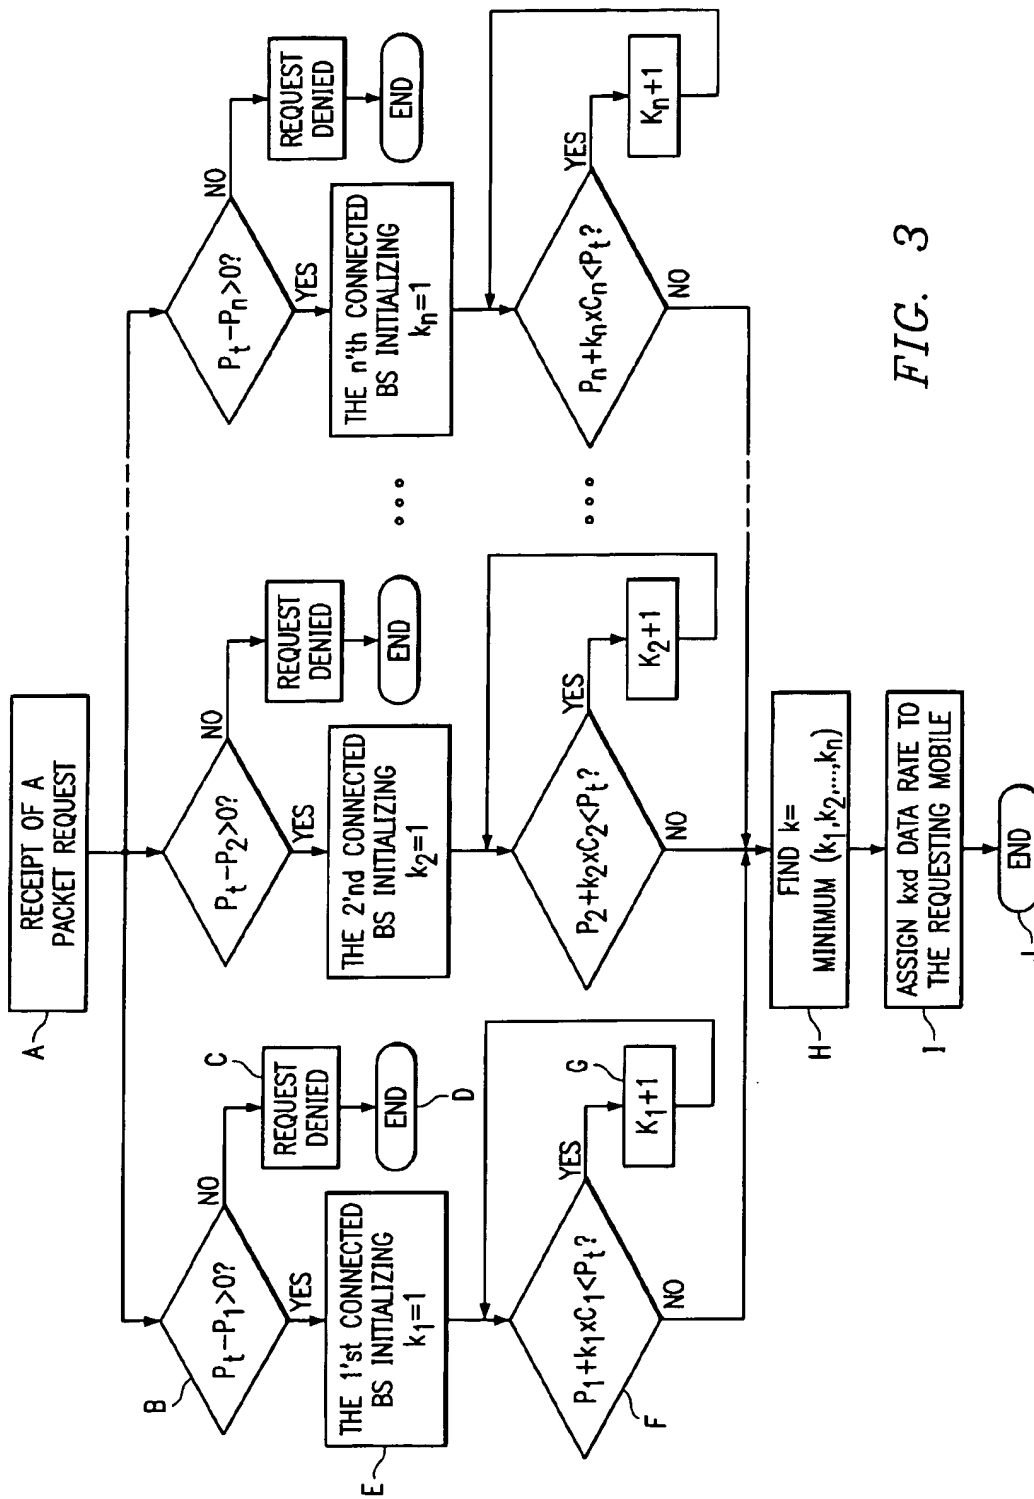 A
RECEIPT OF A
PACKET REQUEST
B
Pt-P1>0?
NO
YES
C
REQUEST
DENIED
END
D
E
THE 1'st CONNECTED
BS INITIALIZING
k1=1
F
P1+k1xC1<Pt?
YES
NO
G
K1+1
Pt-P2>0?
NO
YES
REQUEST
DENIED
END
THE 2'nd CONNECTED
BS INITIALIZING
k2=1
P2+k2xC2<Pt?
YES
NO
K2+1
Pt-Pn>0?
NO
YES
REQUEST
DENIED
END
THE n'th CONNECTED
BS INITIALIZING
kn=1
Pn+knxCn<Pt?
YES
NO
Kn+1
H
FIND k=
MINIMUM (k1,k2,...,kn)
I
ASSIGN kxd DATA RATE TO
THE REQUESTING MOBILE
END
J
FIG. 3